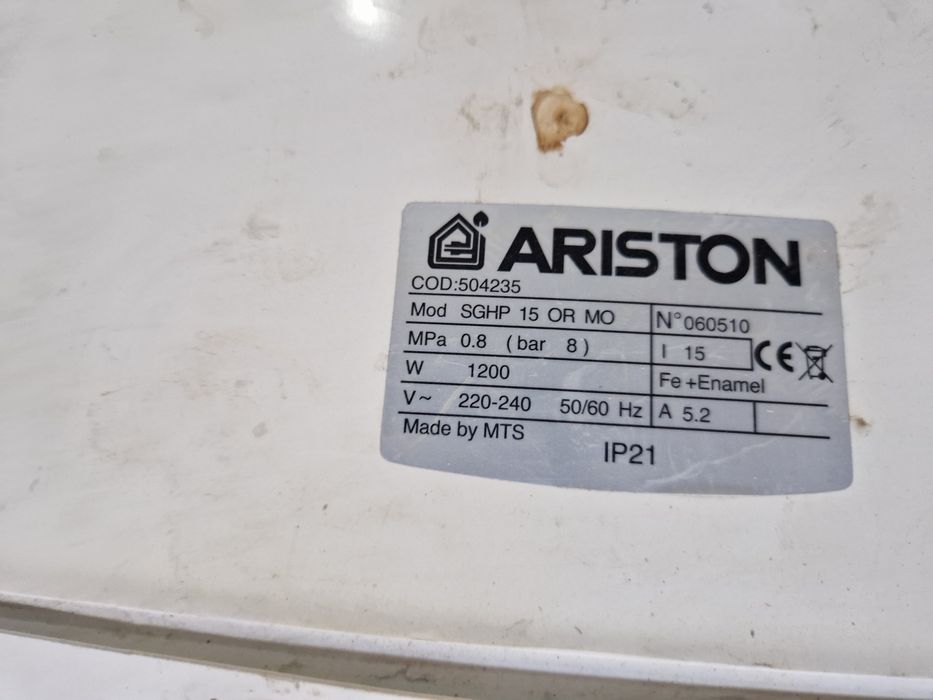 ARISTON
COD:504235
Mod SGHP 15 OR MO N° 060510
MPa 0.8 (bar 8) I 15 CE
W 1200 Fe +Enamel
V~ 220-240 50/60 Hz A 5.2
Made by MTS
IP21